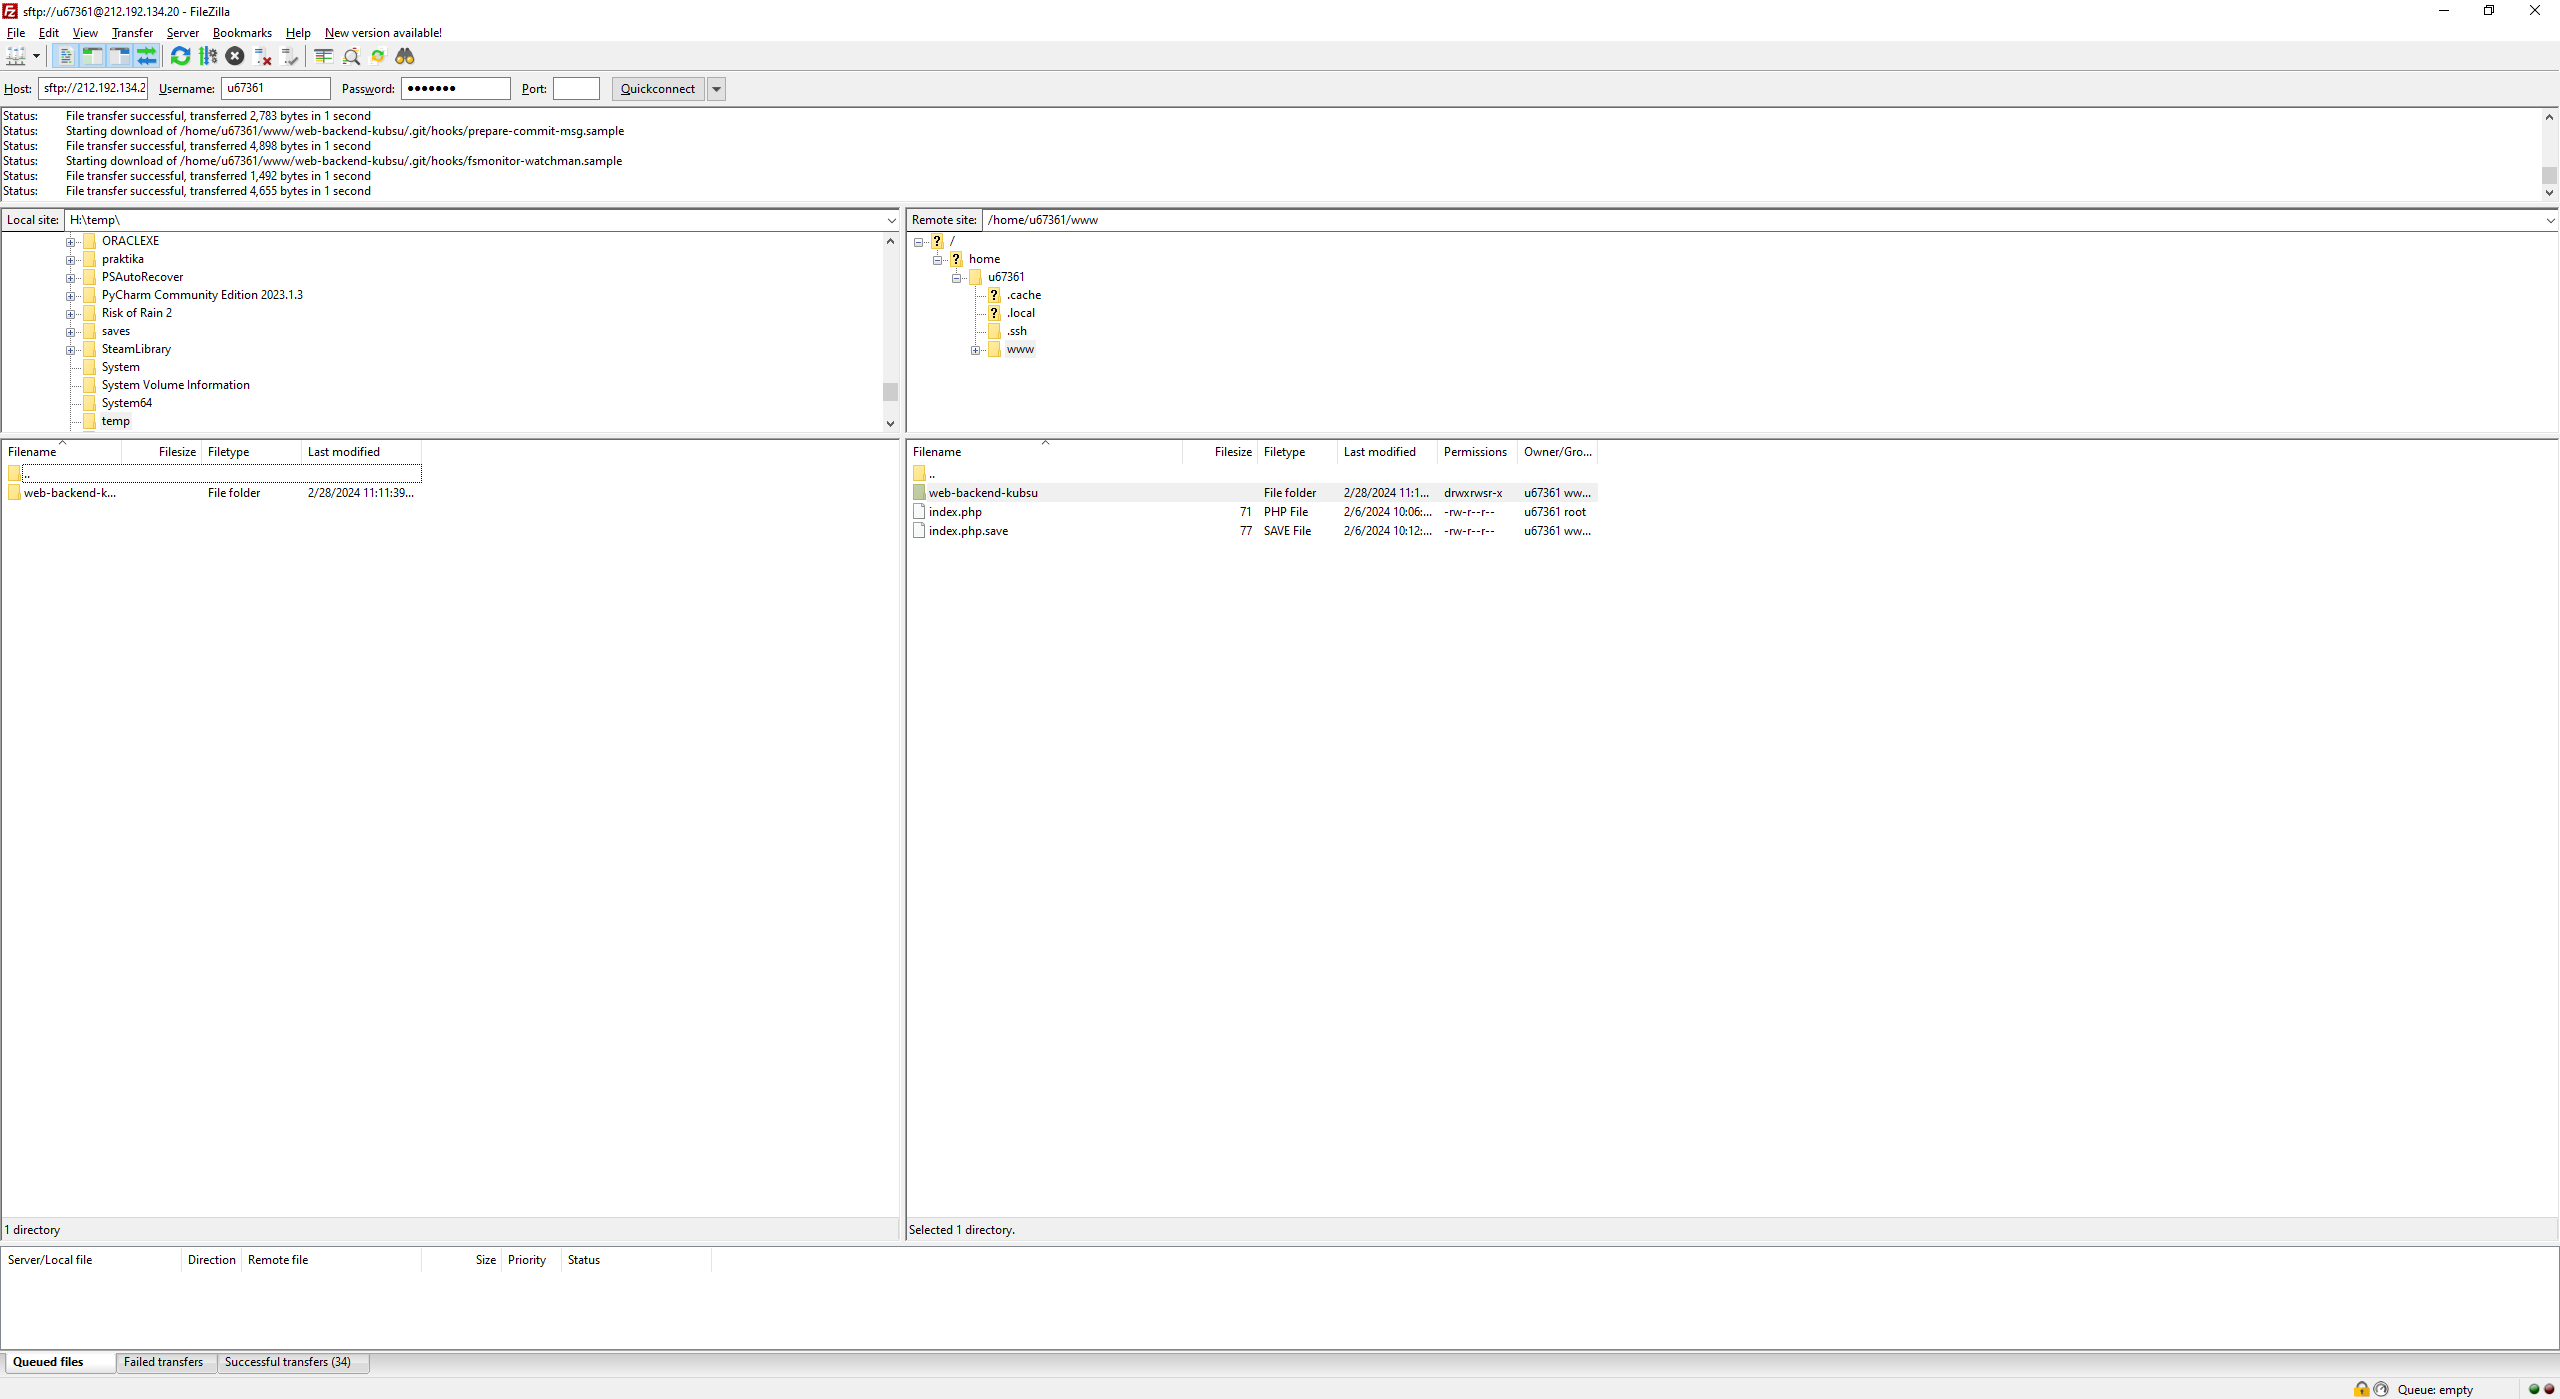 sftp://u67361@212.192.134.20 - FileZilla
File Edit View Transfer Server Bookmarks Help New version available!
Host: sftp://212.192.134.2 Username: u67361 Password: ●●●●●●● Port: Quickconnect
Status: File transfer successful, transferred 2,783 bytes in 1 second
Status: Starting download of /home/u67361/www/web-backend-kubsu/.git/hooks/prepare-commit-msg.sample
Status: File transfer successful, transferred 4,898 bytes in 1 second
Status: Starting download of /home/u67361/www/web-backend-kubsu/.git/hooks/fsmonitor-watchman.sample
Status: File transfer successful, transferred 1,492 bytes in 1 second
Status: File transfer successful, transferred 4,655 bytes in 1 second
Local site: H:\temp\
ORACLEXE
praktika
PSAutoRecover
PyCharm Community Edition 2023.1.3
Risk of Rain 2
saves
SteamLibrary
System
System Volume Information
System64
temp
Remote site: /home/u67361/www
/
home
u67361
.cache
.local
.ssh
www
Filename Filesize Filetype Last modified
..
web-backend-k... File folder 2/28/2024 11:11:39...
1 directory
Filename Filesize Filetype Last modified Permissions Owner/Gro...
..
web-backend-kubsu File folder 2/28/2024 11:1... drwxrwsr-x u67361 ww...
index.php 71 PHP File 2/6/2024 10:06:... -rw-r--r-- u67361 root
index.php.save 77 SAVE File 2/6/2024 10:12:... -rw-r--r-- u67361 ww...
Selected 1 directory.
Server/Local file Direction Remote file Size Priority Status
Queued files Failed transfers Successful transfers (34)
Queue: empty